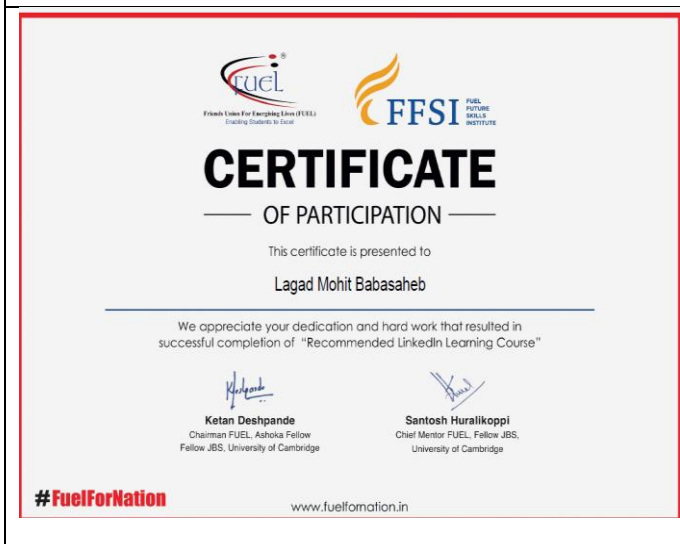 FUEL ®
Friends Union For Energising Lives (FUEL)
Enabling Students to Excel
FFSI FUEL FUTURE SKILLS INSTITUTE
CERTIFICATE
OF PARTICIPATION
This certificate is presented to
Lagad Mohit Babasaheb
We appreciate your dedication and hard work that resulted in
successful completion of “Recommended LinkedIn Learning Course”
Ketan Deshpande
Chairman FUEL, Ashoka Fellow
Fellow JBS, University of Cambridge
Santosh Huralikoppi
Chief Mentor FUEL, Fellow JBS,
University of Cambridge
#FuelForNation
www.fuelfornation.in